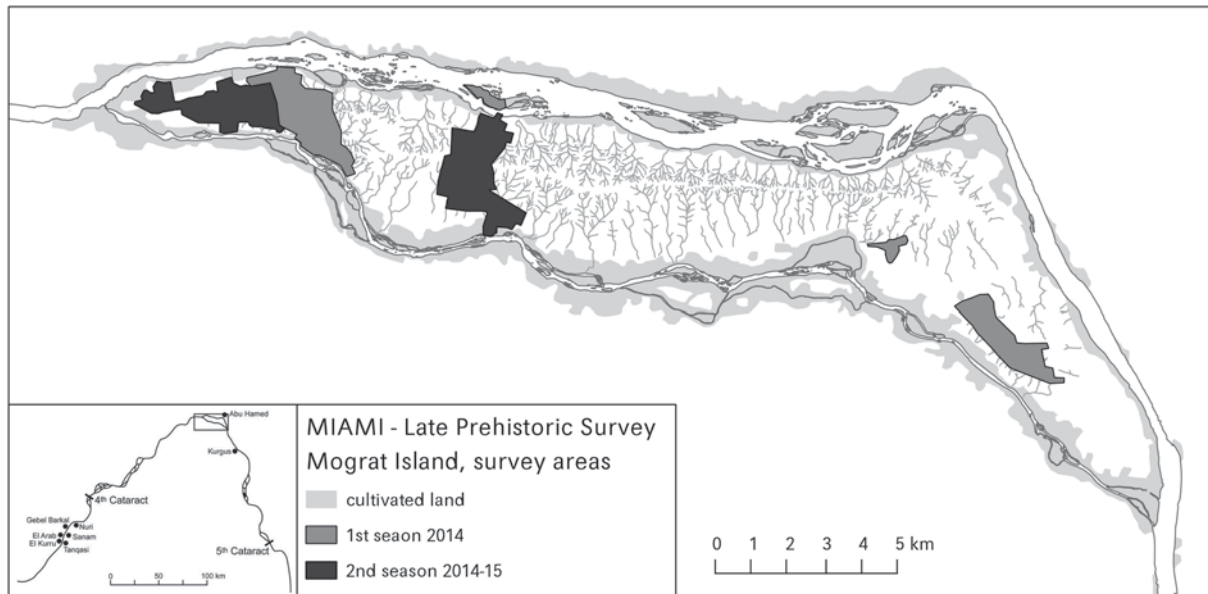 MIAMI - Late Prehistoric Survey
Mograt Island, survey areas
cultivated land
1st seaon 2014
2nd season 2014-15
0 1 2 3 4 5 km
Abu Hamed
Kurgus
4th Cataract
Gebel Barkal
Nuri
El Arab
Sanam
El Kurru
Tanqasi
5th Cataract
0 50 100 km